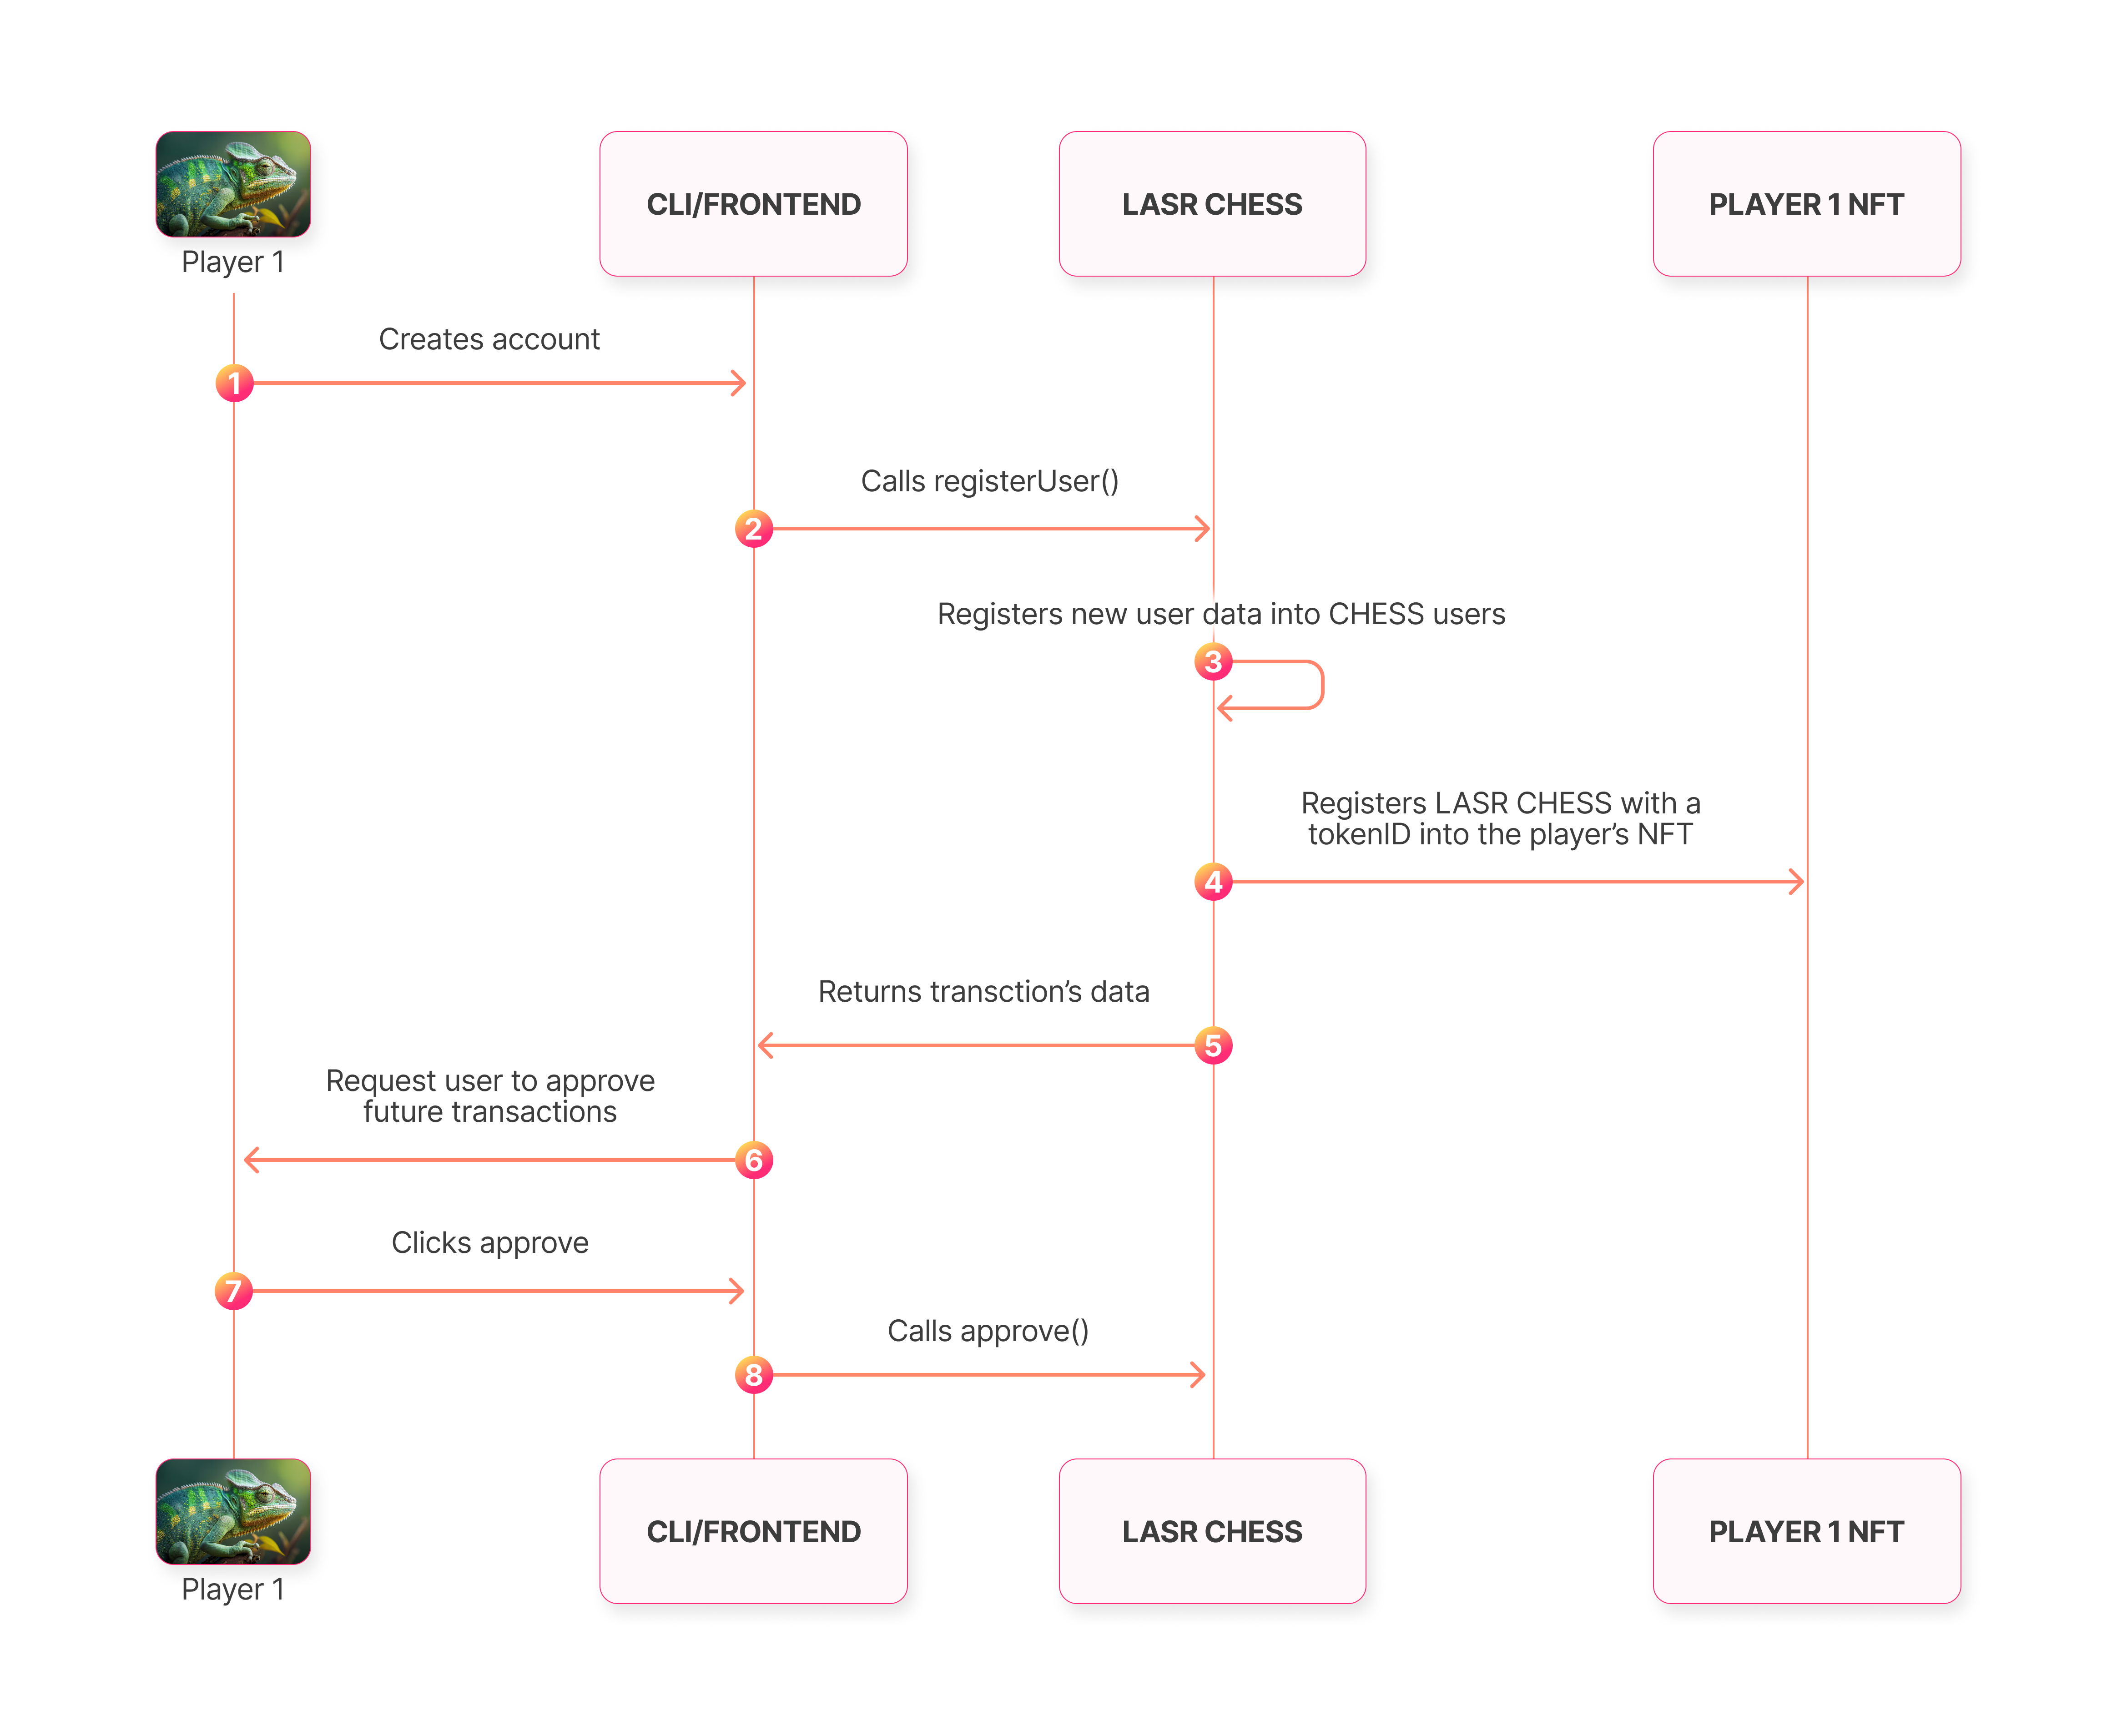 CLI/FRONTEND
LASR CHESS
PLAYER 1 NFT
Player 1
Creates account
1
Calls registerUser()
2
Registers new user data into CHESS users
3
Registers LASR CHESS with a
tokenID into the player’s NFT
4
Returns transction’s data
5
Request user to approve
future transactions
6
Clicks approve
7
Calls approve()
8
CLI/FRONTEND
LASR CHESS
PLAYER 1 NFT
Player 1